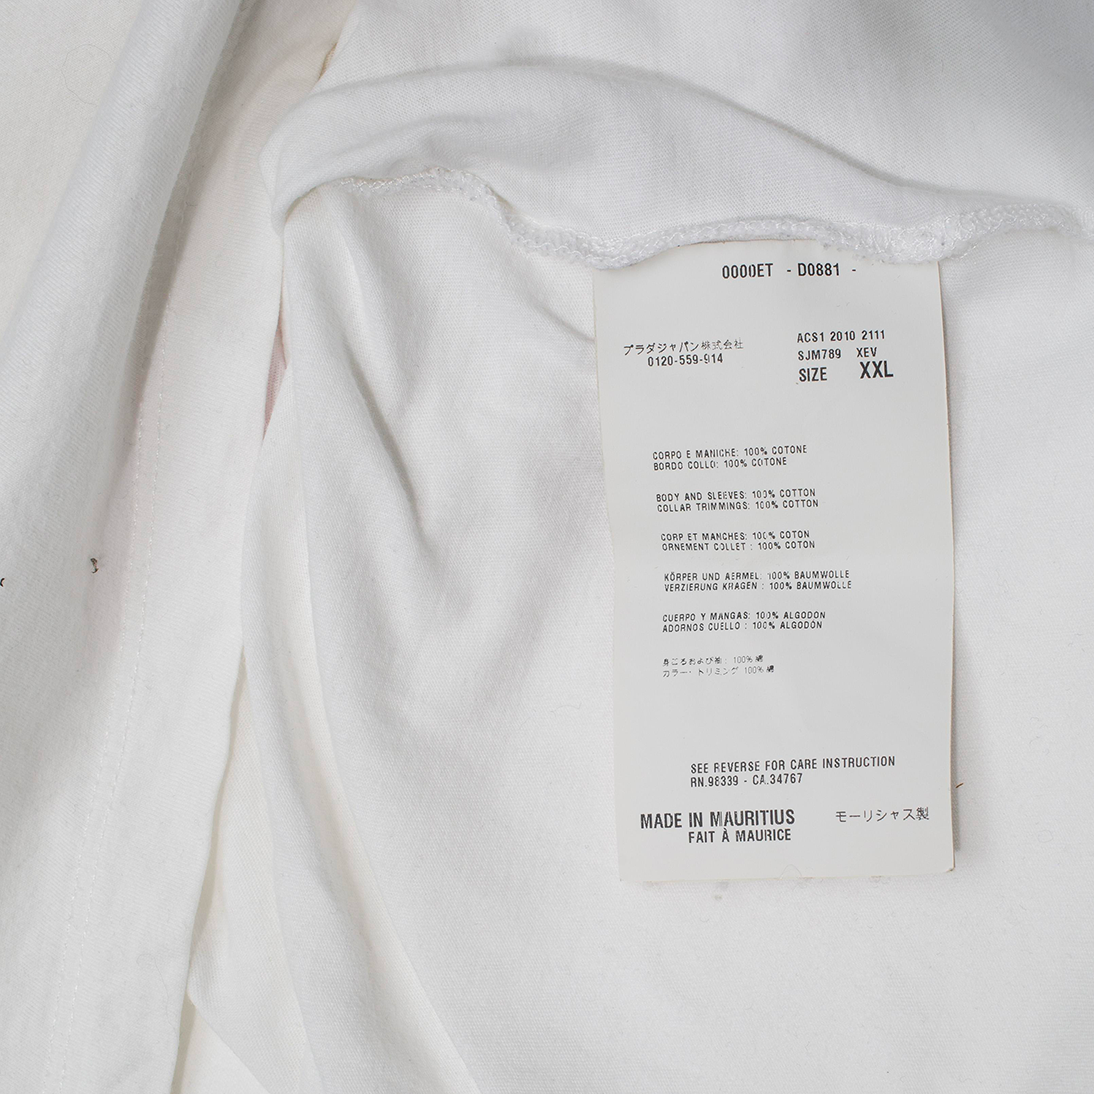 0000ET - D0881 -
プラダジャパン株式会社
0120-559-914
ACS1 2010 2111
SJM789 XEV
SIZE XXL
CORPO E MANICHE: 100% COTONE
BORDO COLLO: 100% COTONE
BODY AND SLEEVES: 100% COTTON
COLLAR TRIMMINGS: 100% COTTON
CORP ET MANCHES: 100% COTON
ORNEMENT COLLET : 100% COTON
KÖRPER UND AERMEL: 100% BAUMWOLLE
VERZIERUNG KRAGEN : 100% BAUMWOLLE
CUERPO Y MANGAS: 100% ALGODON
ADORNOS CUELLO : 100% ALGODON
身ごろおよび袖: 100% 綿
カラー・トリミング 100% 綿
SEE REVERSE FOR CARE INSTRUCTION
RN.98339 - CA.34767
MADE IN MAURITIUS
FAIT À MAURICE
モーリシャス製